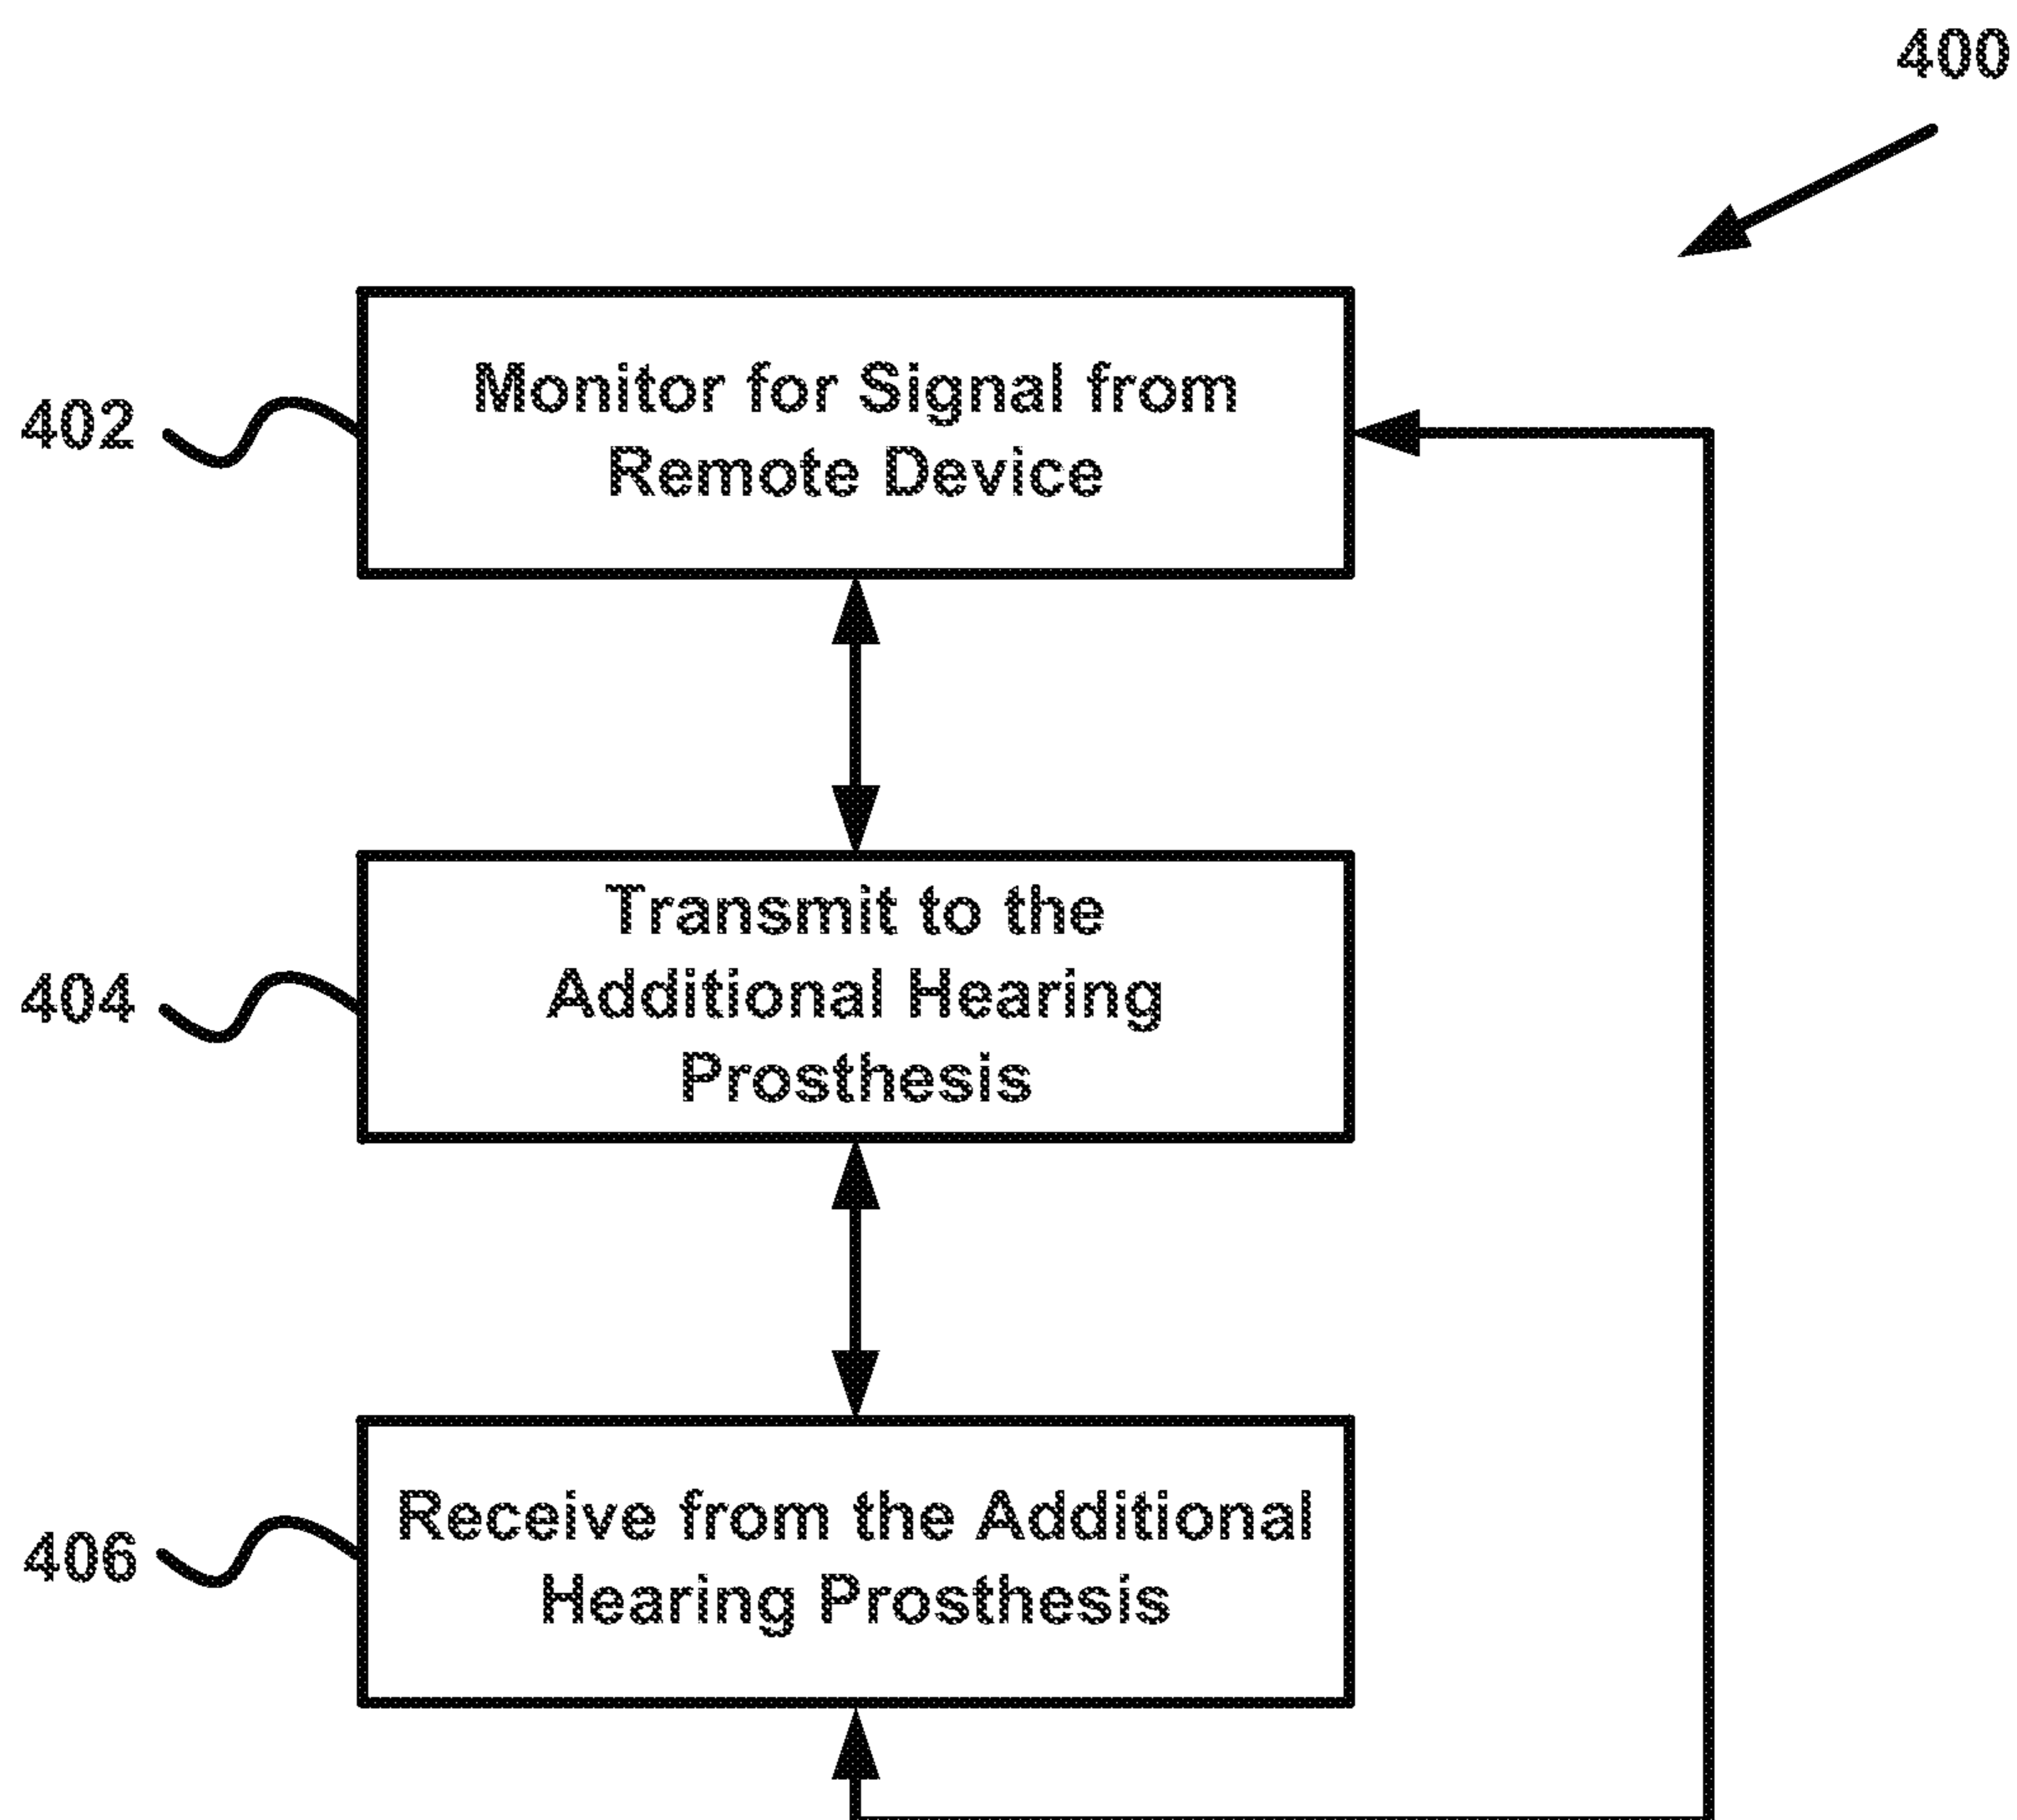 400
402
Monitor for Signal from
Remote Device
404
Transmit to the
Additional Hearing
Prosthesis
406
Receive from the Additional
Hearing Prosthesis